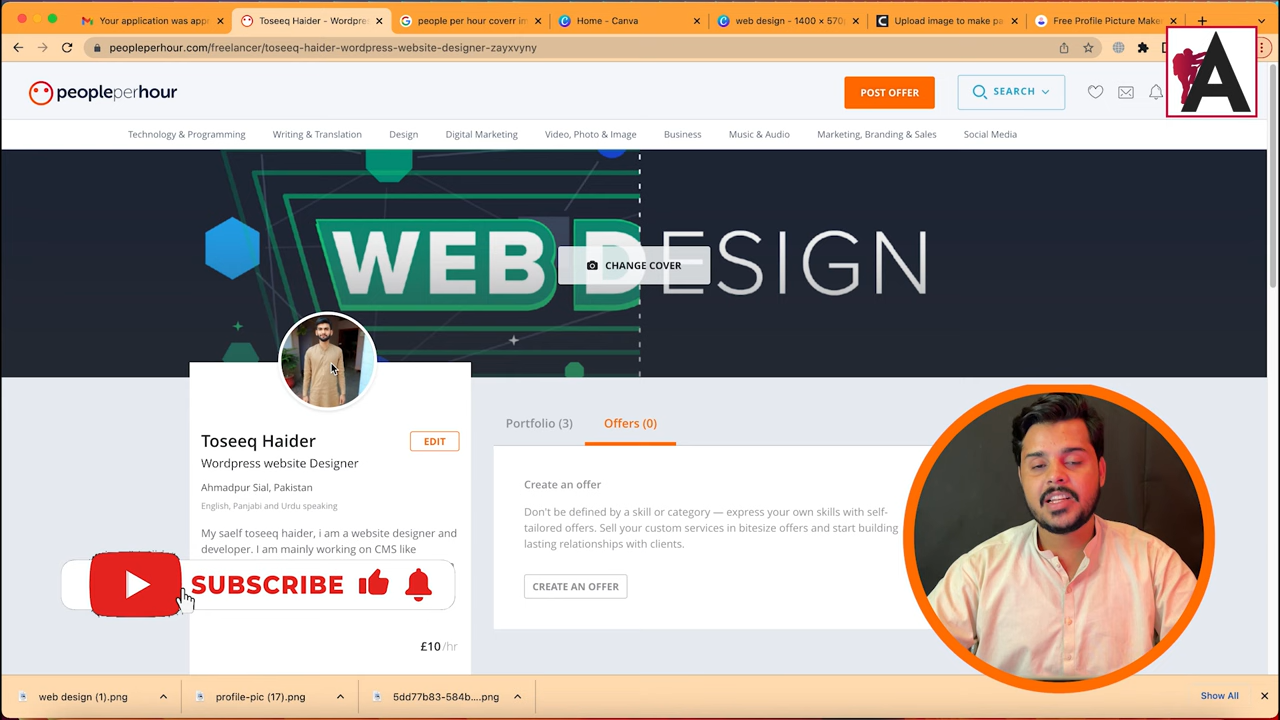 Your application was appr
Toseeq Haider - Wordpres
people per hour coverr im
Home - Canva
web design - 1400 × 570
Upload image to make pa
Free Profile Picture Maker
peopleperhour.com/freelancer/toseeq-haider-wordpress-website-designer-zayxvyny
A
peopleperhour
POST OFFER
SEARCH
Technology & Programming
Writing & Translation
Design
Digital Marketing
Video, Photo & Image
Business
Music & Audio
Marketing, Branding & Sales
Social Media
WEB DESIGN
CHANGE COVER
Portfolio (3)
Offers (0)
Toseeq Haider
EDIT
Wordpress website Designer
Ahmadpur Sial, Pakistan
English, Panjabi and Urdu speaking
My saelf toseeq haider, i am a website designer and
developer. I am mainly working on CMS like
Create an offer
Don't be defined by a skill or category — express your own skills with self-
tailored offers. Sell your custom services in bitesize offers and start building
lasting relationships with clients.
CREATE AN OFFER
SUBSCRIBE
£10/hr
web design (1).png
profile-pic (17).png
5dd77b83-584b....png
Show All